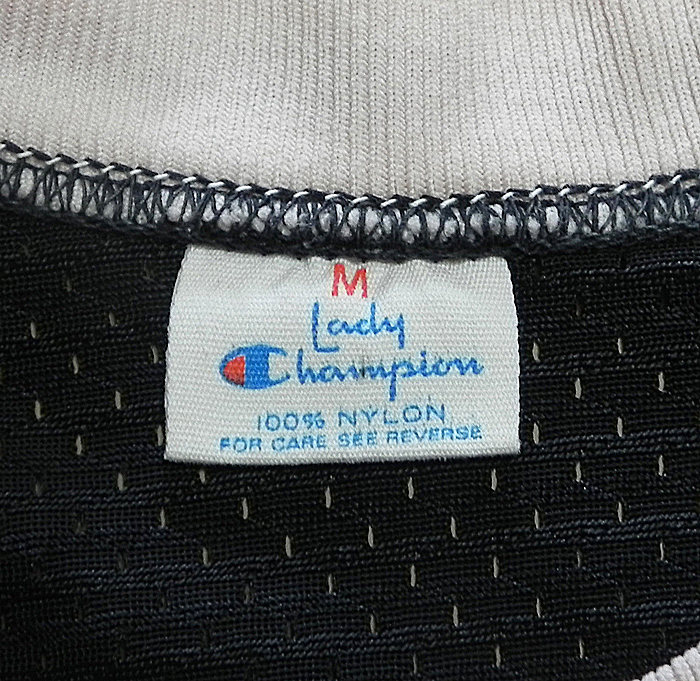 M
Lady
Champion
100% NYLON
FOR CARE SEE REVERSE